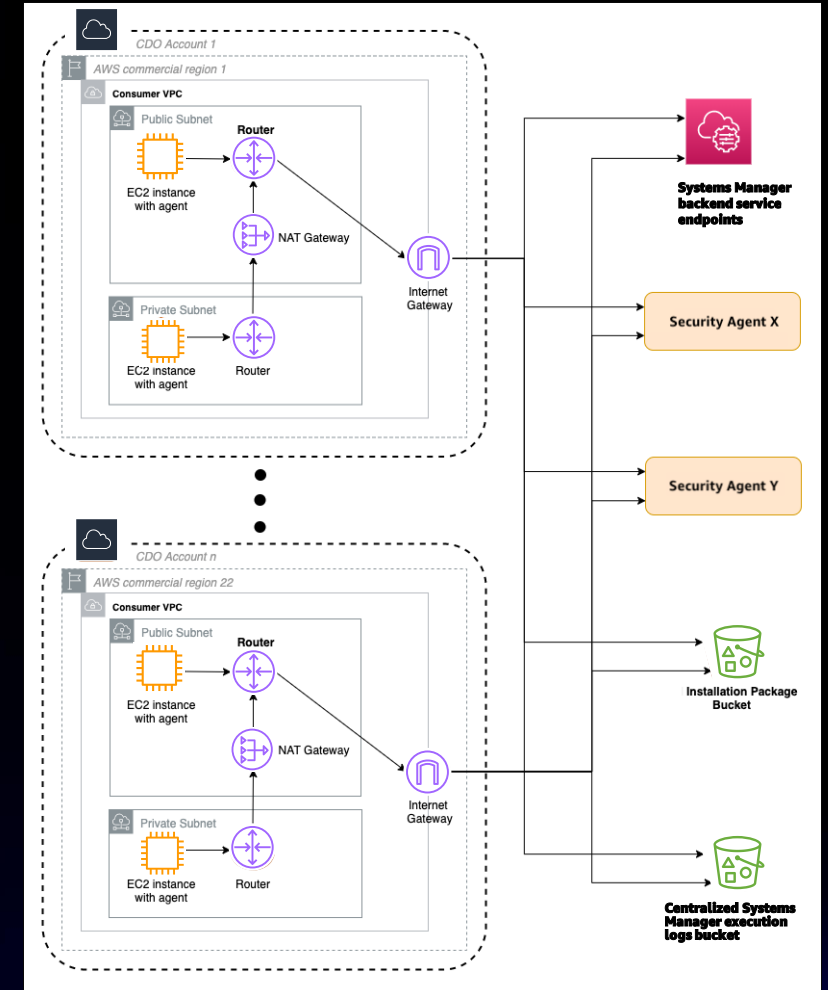 CDO Account 1
AWS commercial region 1
Consumer VPC
Public Subnet
Router
EC2 instance
with agent
NAT Gateway
Internet
Gateway
Private Subnet
EC2 instance
with agent
Router
Systems Manager
backend service
endpoints
Security Agent X
Security Agent Y
CDO Account n
AWS commercial region 22
Consumer VPC
Public Subnet
Router
EC2 instance
with agent
NAT Gateway
Internet
Gateway
Private Subnet
EC2 instance
with agent
Router
Installation Package
Bucket
Centralized Systems
Manager execution
logs bucket